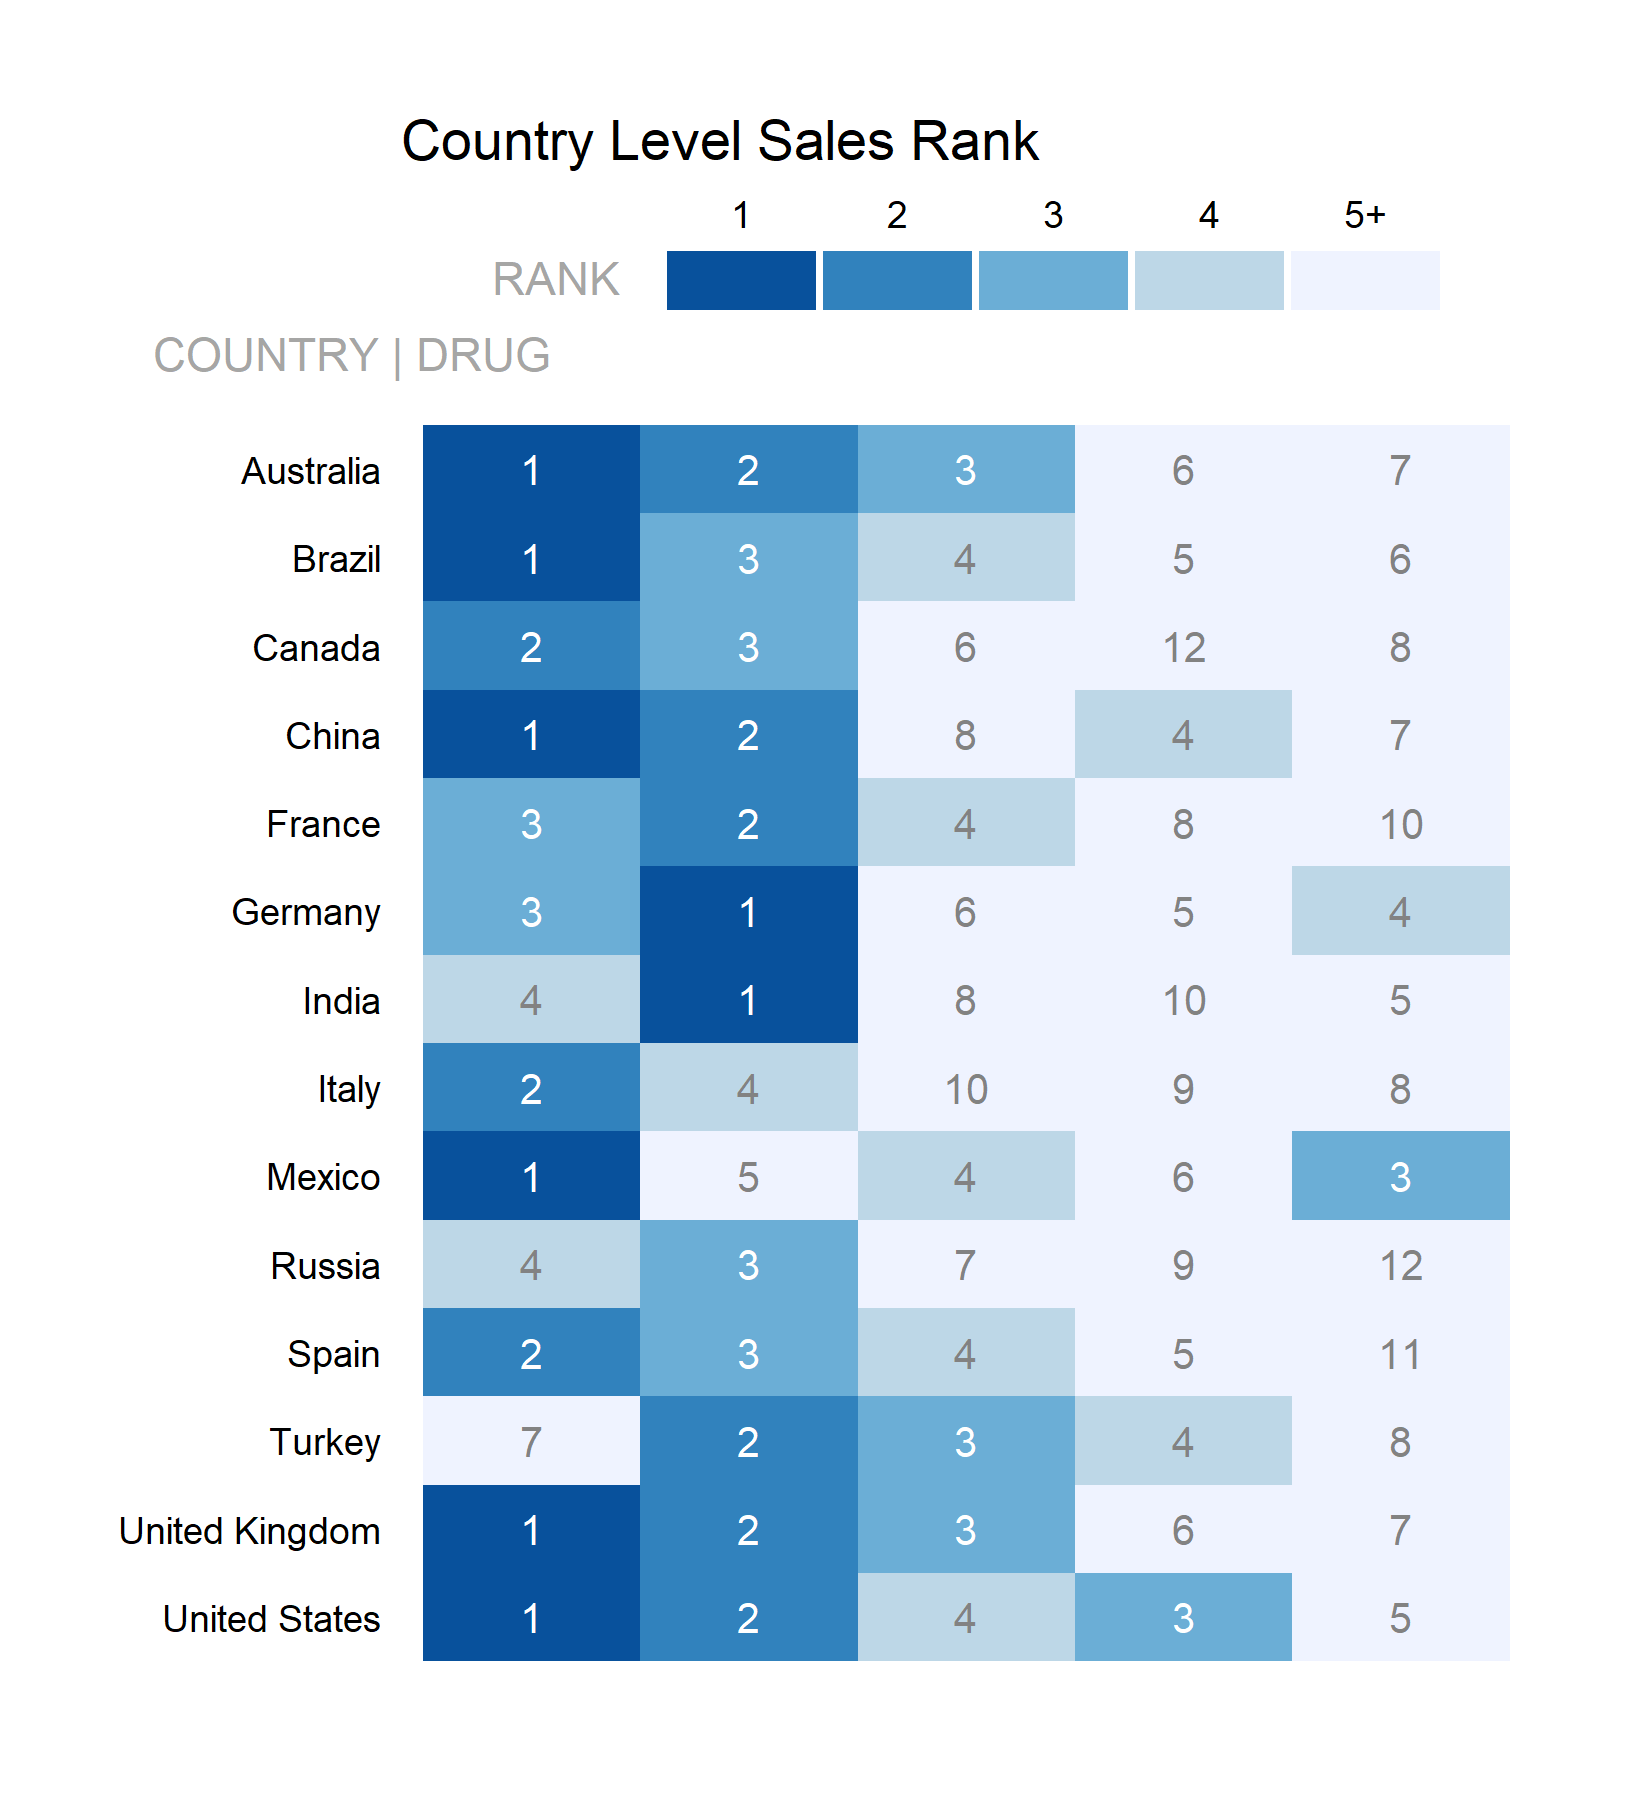 Country Level Sales Rank
1 2 3 4 5+
RANK
COUNTRY | DRUG
Australia 1 2 3 6 7
Brazil 1 3 4 5 6
Canada 2 3 6 12 8
China 1 2 8 4 7
France 3 2 4 8 10
Germany 3 1 6 5 4
India 4 1 8 10 5
Italy 2 4 10 9 8
Mexico 1 5 4 6 3
Russia 4 3 7 9 12
Spain 2 3 4 5 11
Turkey 7 2 3 4 8
United Kingdom 1 2 3 6 7
United States 1 2 4 3 5